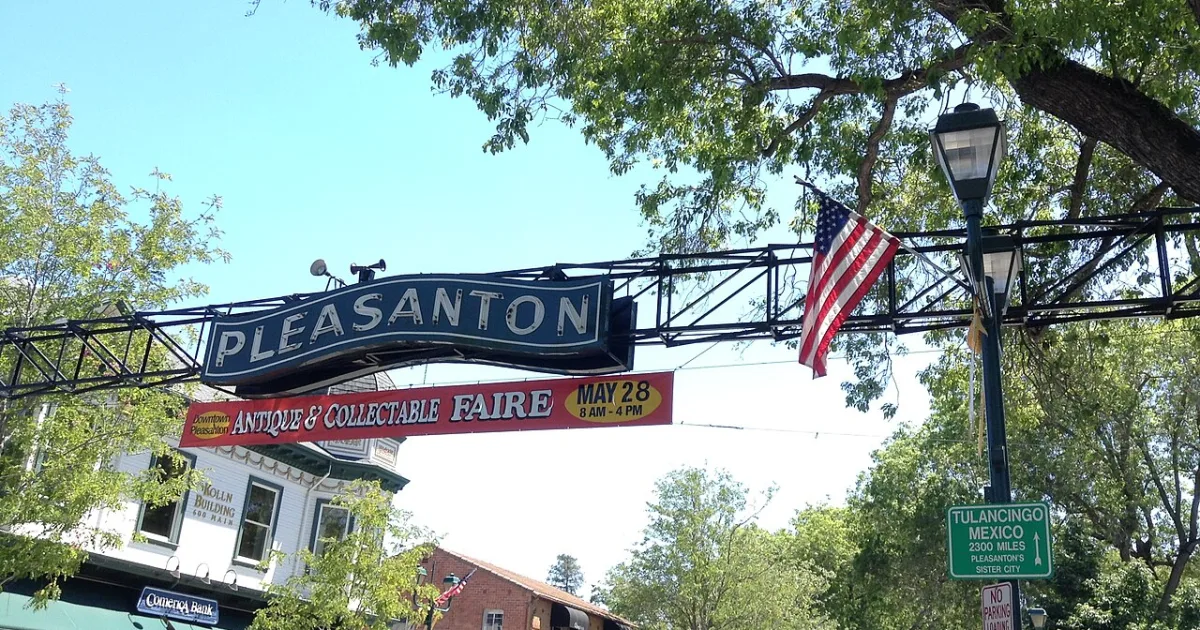 PLEASANTON
Downtown
Pleasanton
ANTIQUE & COLLECTABLE FAIRE
MAY 28
8 AM - 4 PM
KOLLN
BUILDING
600 MAIN
Comerica Bank
TULANCINGO
MEXICO
2300 MILES
PLEASANTON'S
SISTER CITY
NO
PARKING
LOADING